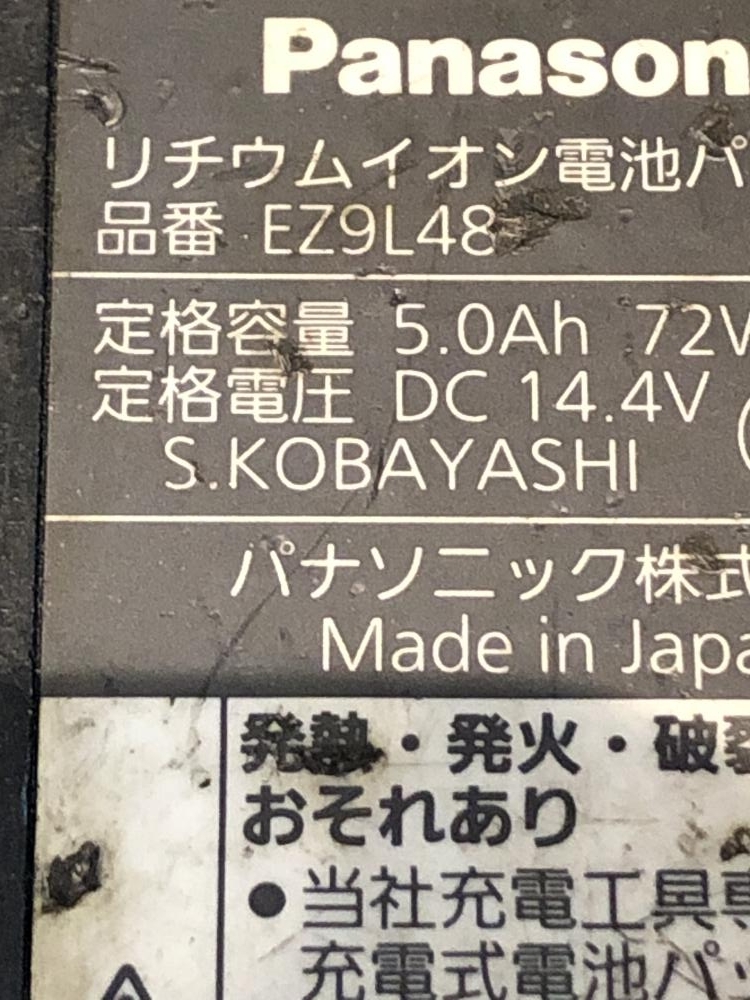 Panason
リチウムイオン電池パ
品番 EZ9L48
定格容量 5.0Ah 72W
定格電圧 DC 14.4V
S.KOBAYASHI
パナソニック株式
Made in Japa
発熱・発火・破裂
おそれあり
●当社充電工具専
充電式電池パッ